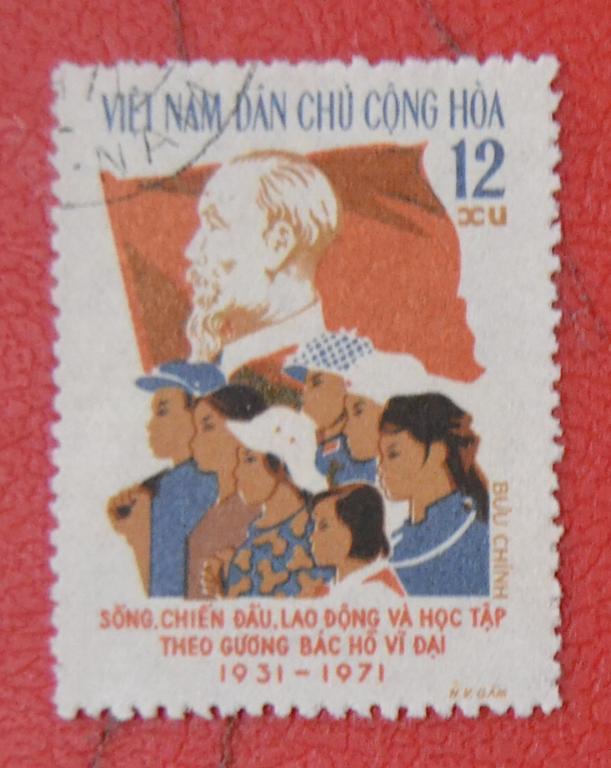 VIỆT NAM DÂN CHỦ CỘNG HÒA
12
xu
BƯU CHÍNH
SỐNG, CHIẾN ĐẤU, LAO ĐỘNG VÀ HỌC TẬP
THEO GƯƠNG BÁC HỒ VĨ ĐẠI
1931 - 1971